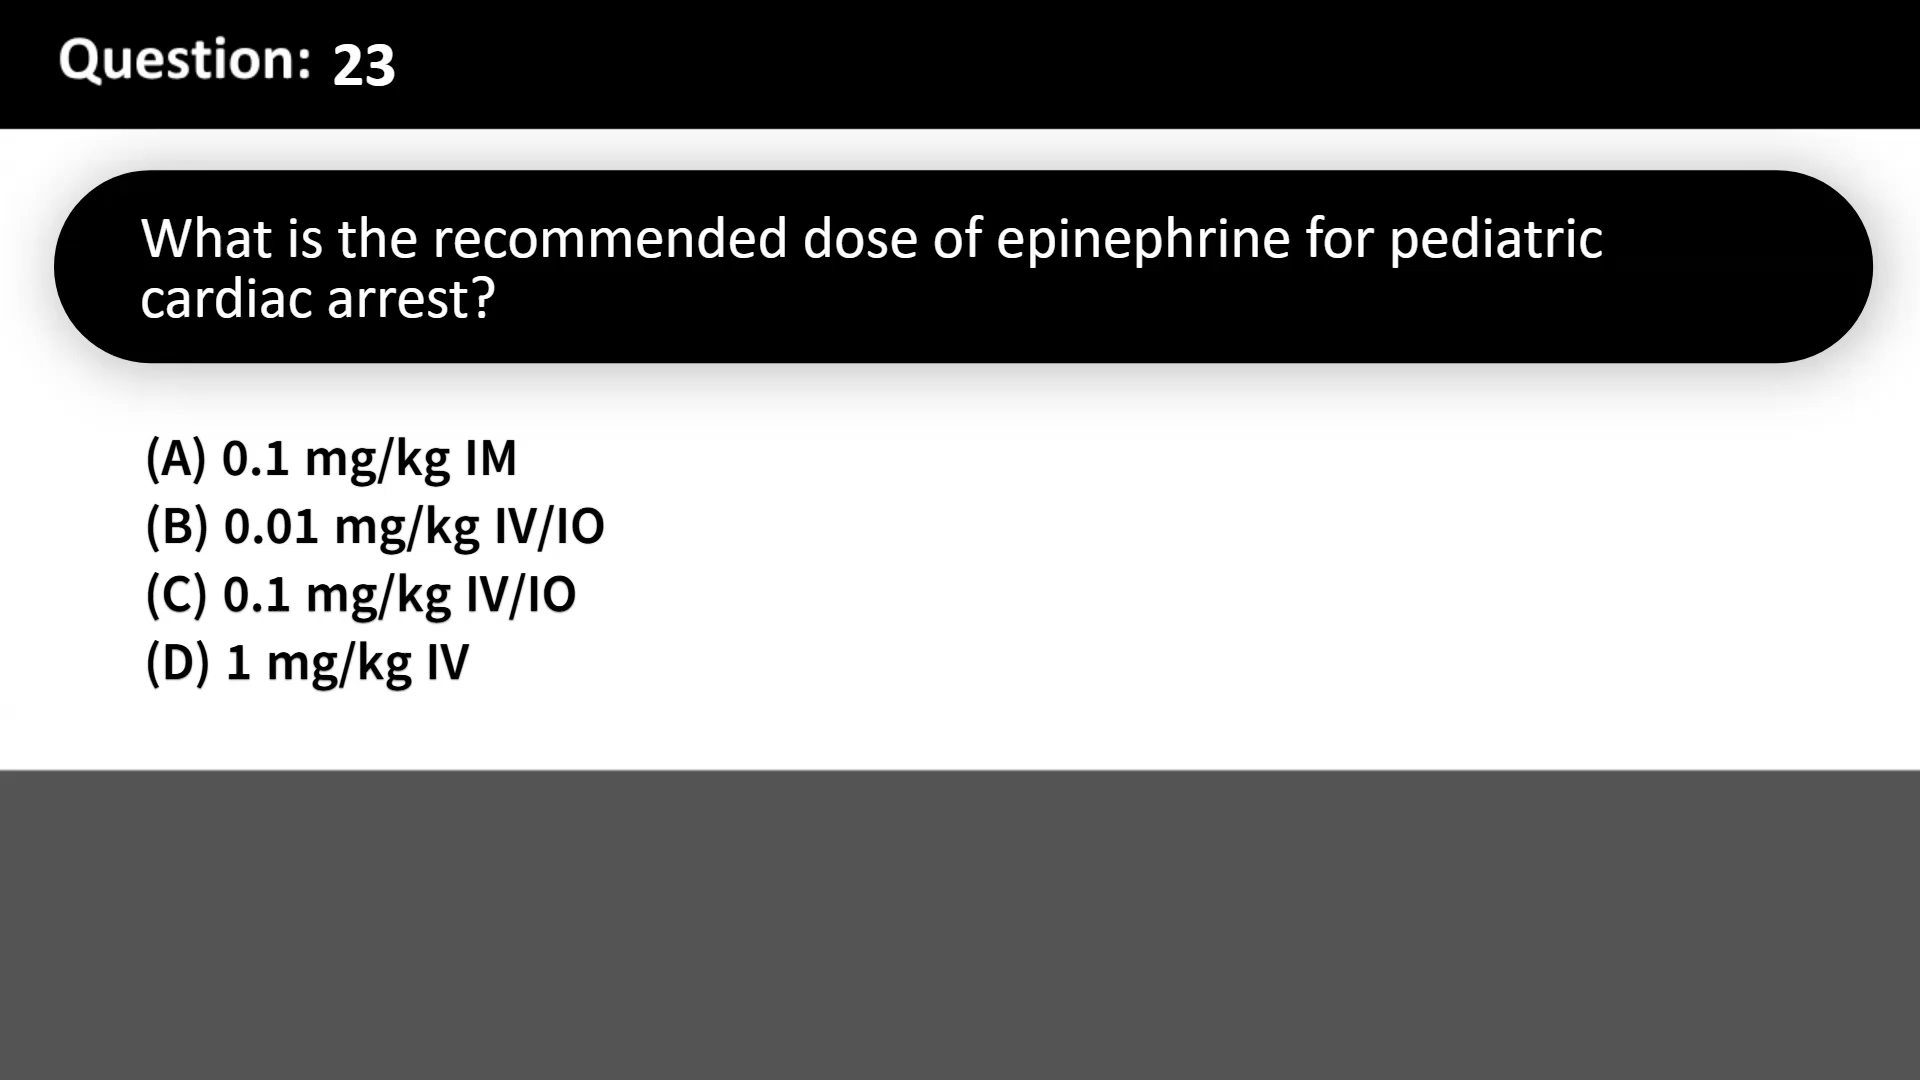 Question: 23
What is the recommended dose of epinephrine for pediatric
cardiac arrest?
(A) 0.1 mg/kg IM
(B) 0.01 mg/kg IV/IO
(C) 0.1 mg/kg IV/IO
(D) 1 mg/kg IV